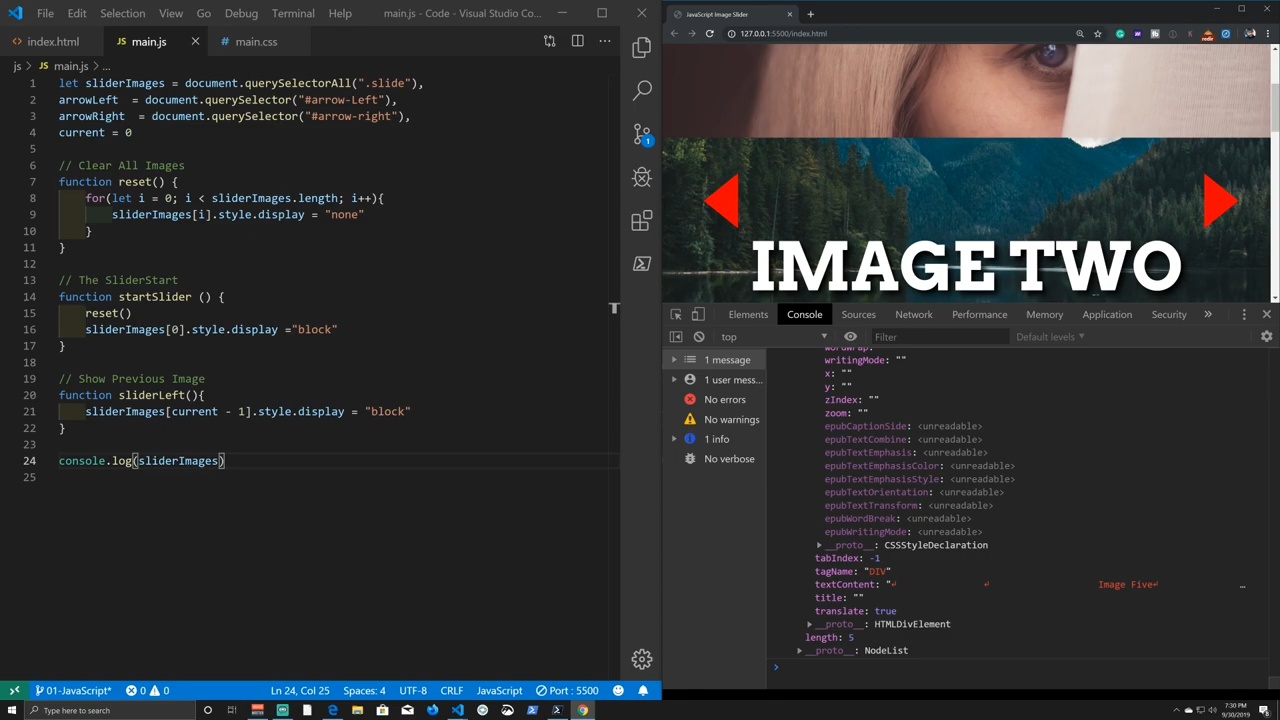 File Edit Selection View Go Debug Terminal Help main.js - Code - Visual Studio Co...
index.html main.js main.css
js > main.js > ...
1 let sliderImages = document.querySelectorAll(".slide"),
2 arrowLeft  = document.querySelector("#arrow-Left"),
3 arrowRight  = document.querySelector("#arrow-right"),
4 current = 0
5
6 // Clear All Images
7 function reset() {
8     for(let i = 0; i < sliderImages.length; i++){
9         sliderImages[i].style.display = "none"
10     }
11 }
12
13 // The SliderStart
14 function startSlider () {
15     reset()
16     sliderImages[0].style.display ="block"
17 }
18
19 // Show Previous Image
20 function sliderLeft(){
21     sliderImages[current - 1].style.display = "block"
22 }
23
24 console.log(sliderImages)
25
01-JavaScript* 0 0 Ln 24, Col 25 Spaces: 4 UTF-8 CRLF JavaScript Port : 5500
JavaScript Image Slider
127.0.0.1:5500/index.html
IMAGE TWO
Elements Console Sources Network Performance Memory Application Security »
top Filter Default levels
1 message
1 user mess...
No errors
No warnings
1 info
No verbose
writingMode: ""
x: ""
y: ""
zIndex: ""
zoom: ""
epubCaptionSide: <unreadable>
epubTextCombine: <unreadable>
epubTextEmphasis: <unreadable>
epubTextEmphasisColor: <unreadable>
epubTextEmphasisStyle: <unreadable>
epubTextOrientation: <unreadable>
epubTextTransform: <unreadable>
epubWordBreak: <unreadable>
epubWritingMode: <unreadable>
__proto__: CSSStyleDeclaration
tabIndex: -1
tagName: "DIV"
textContent: "↵ ↵ Image Five↵ …
title: ""
translate: true
__proto__: HTMLDivElement
length: 5
__proto__: NodeList
>
Type here to search
7:30 PM
9/30/2019